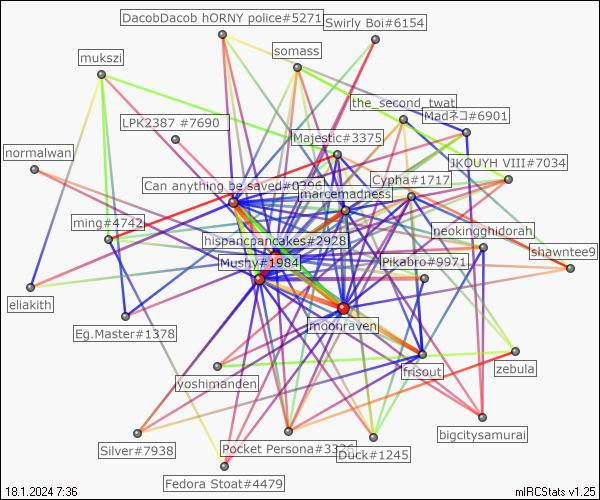 DacobDacob hORNY police#5271
Swirly Boi#6154
mukszi
somass
the_second_twat
Madネコ#6901
LPK2387 #7690
Majestic#3375
normalwan
JKOUYH VIII#7034
Can anything be saved#0396
Cypha#1717
marcemadness
ming#4742
neokingghidorah
hispancpancakes#2928
shawntee9
Mushy#1984
Pikabro#9971
eliakith
moonraven
Eg.Master#1378
zebula
frisout
yoshimanden
bigcitysamurai
Silver#7938
Pocket Persona#3326
Duck#1245
Fedora Stoat#4479
18.1.2024 7:36
mIRCStats v1.25